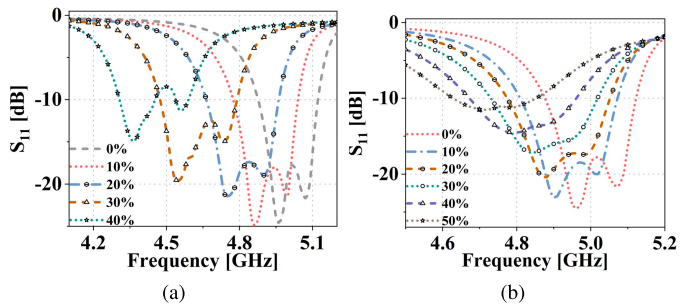 (a)
0
-10
-20
S11 [dB]
0%
10%
20%
30%
40%
4.2 4.5 4.8 5.1
Frequency [GHz]
(b)
0
-10
-20
S11 [dB]
0%
10%
20%
30%
40%
50%
4.6 4.8 5.0 5.2
Frequency [GHz]
(a) (b)